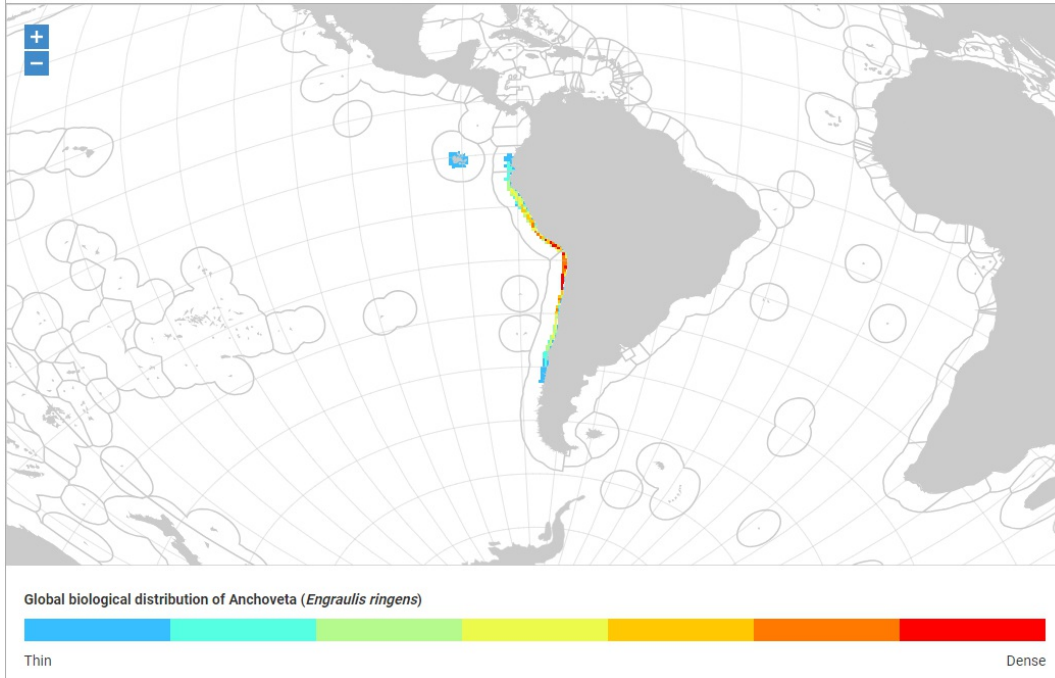 +
−
Global biological distribution of Anchoveta (Engraulis ringens)
Thin
Dense